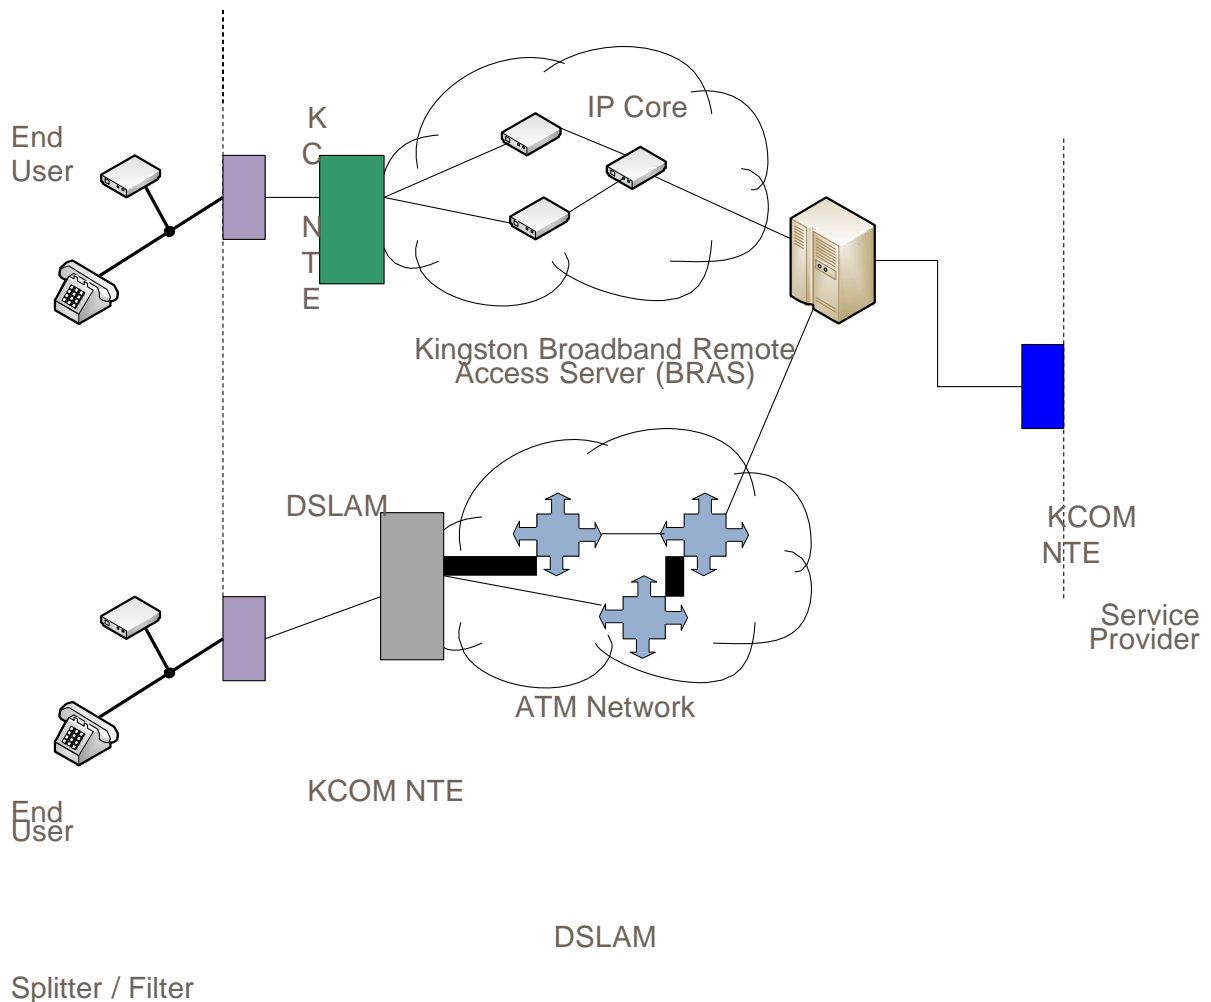 IP Core
End
User
K
C
N
T
E
Kingston Broadband Remote
Access Server (BRAS)
DSLAM
KCOM
NTE
Service
Provider
ATM Network
KCOM NTE
End
User
DSLAM
Splitter / Filter